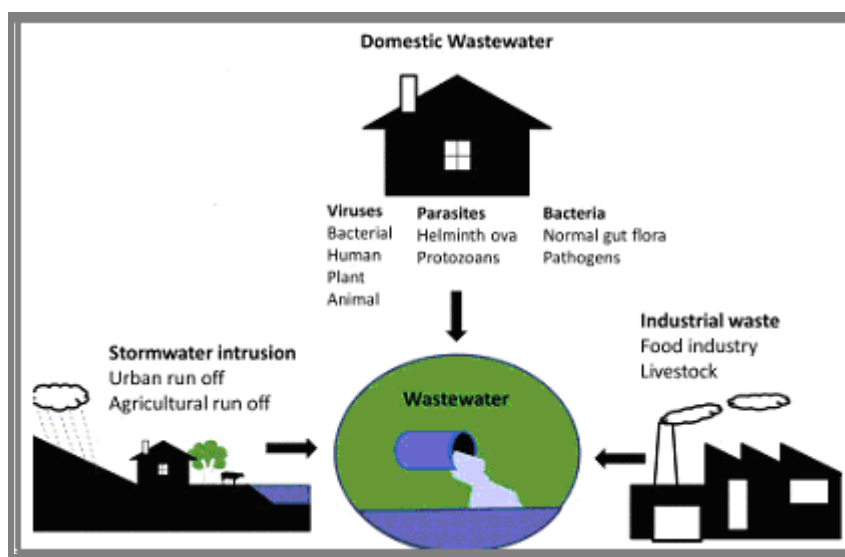 Domestic Wastewater
Viruses
Bacterial
Human
Plant
Animal
Parasites
Helminth ova
Protozoans
Bacteria
Normal gut flora
Pathogens
Stormwater intrusion
Urban run off
Agricultural run off
Wastewater
Industrial waste
Food industry
Livestock